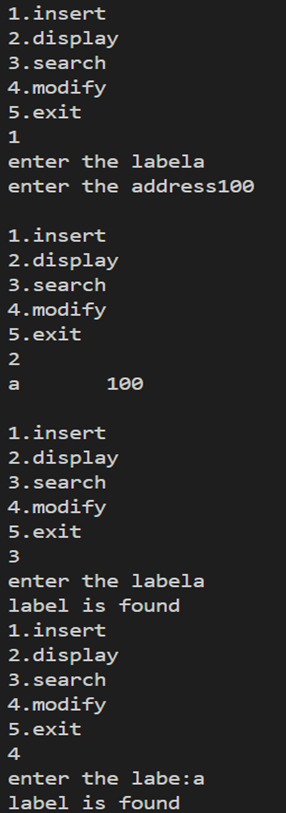 1.insert
2.display
3.search
4.modify
5.exit
1
enter the labela
enter the address100
1.insert
2.display
3.search
4.modify
5.exit
2
a       100
1.insert
2.display
3.search
4.modify
5.exit
3
enter the labela
label is found
1.insert
2.display
3.search
4.modify
5.exit
4
enter the labe:a
label is found